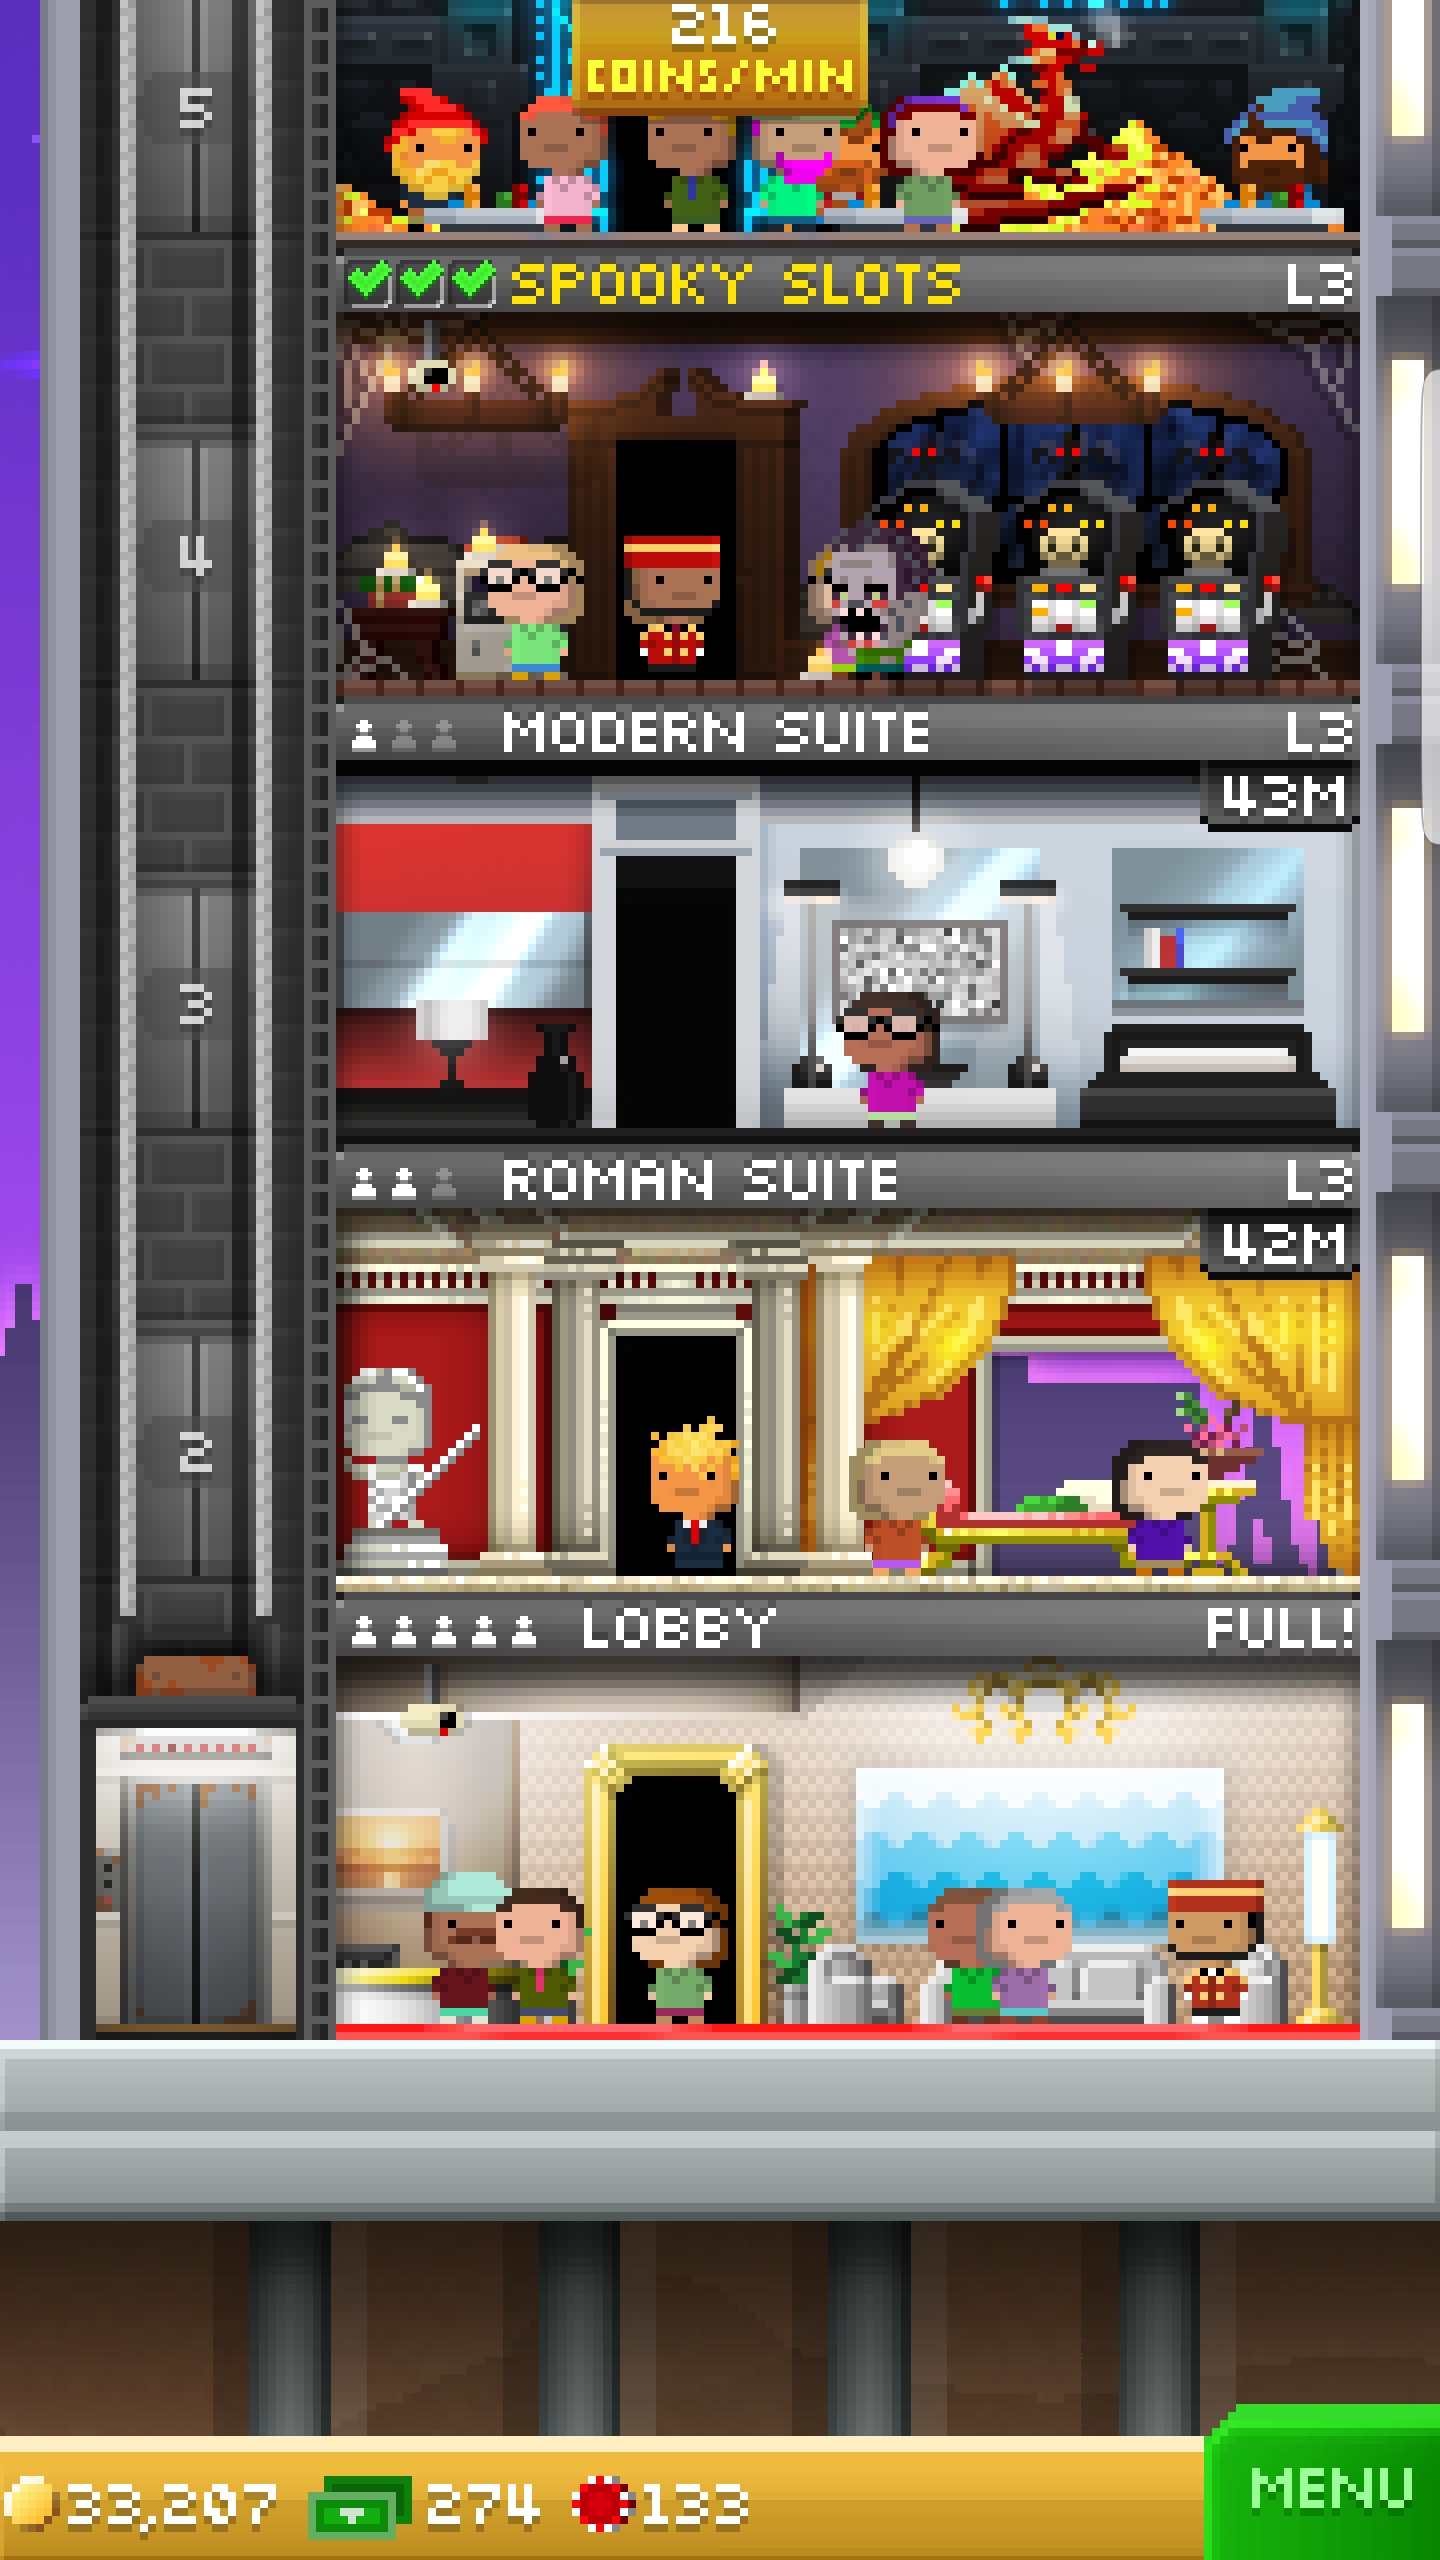 216
COINS/MIN
5
SPOOKY SLOTS L3
4
MODERN SUITE L3
43M
3
ROMAN SUITE L3
42M
2
LOBBY FULL!
33,207 274 133
MENU